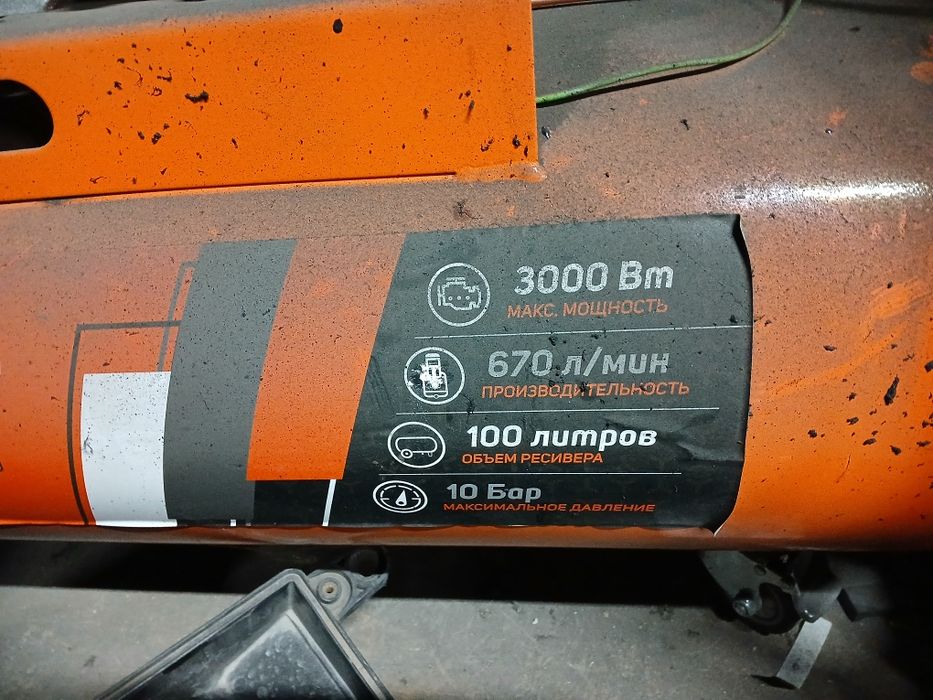 3000 Вт
МАКС. МОЩНОСТЬ
670 л/мин
ПРОИЗВОДИТЕЛЬНОСТЬ
100 литров
ОБЪЕМ РЕСИВЕРА
10 Бар
МАКСИМАЛЬНОЕ ДАВЛЕНИЕ